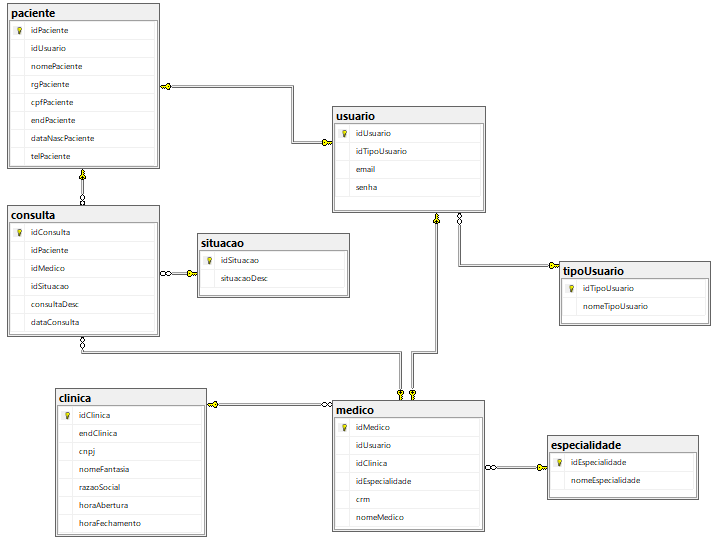 paciente
idPaciente
idUsuario
nomePaciente
rgPaciente
cpfPaciente
endPaciente
dataNascPaciente
telPaciente
usuario
idUsuario
idTipoUsuario
email
senha
consulta
idConsulta
idPaciente
idMedico
idSituacao
consultaDesc
dataConsulta
situacao
idSituacao
situacaoDesc
tipoUsuario
idTipoUsuario
nomeTipoUsuario
clinica
idClinica
endClinica
cnpj
nomeFantasia
razaoSocial
horaAbertura
horaFechamento
medico
idMedico
idUsuario
idClinica
idEspecialidade
crm
nomeMedico
especialidade
idEspecialidade
nomeEspecialidade